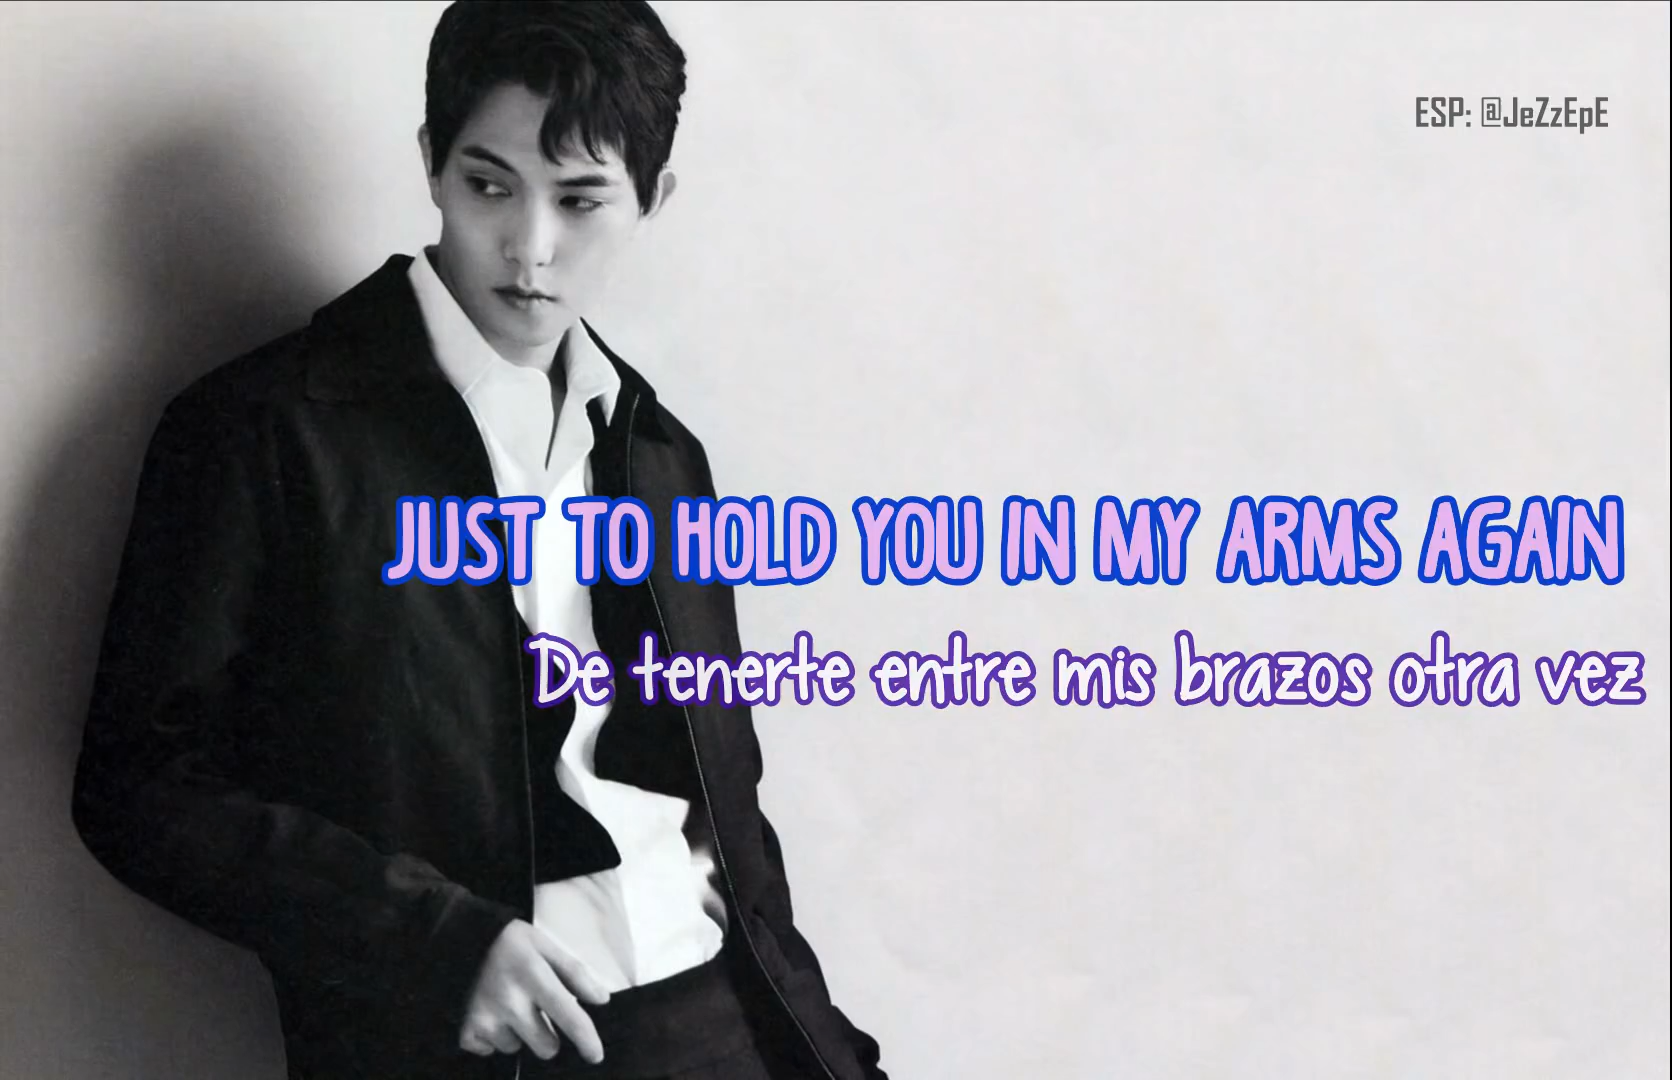 ESP: @JeZzEpE
JUST TO HOLD YOU IN MY ARMS AGAIN
De tenerte entre mis brazos otra vez